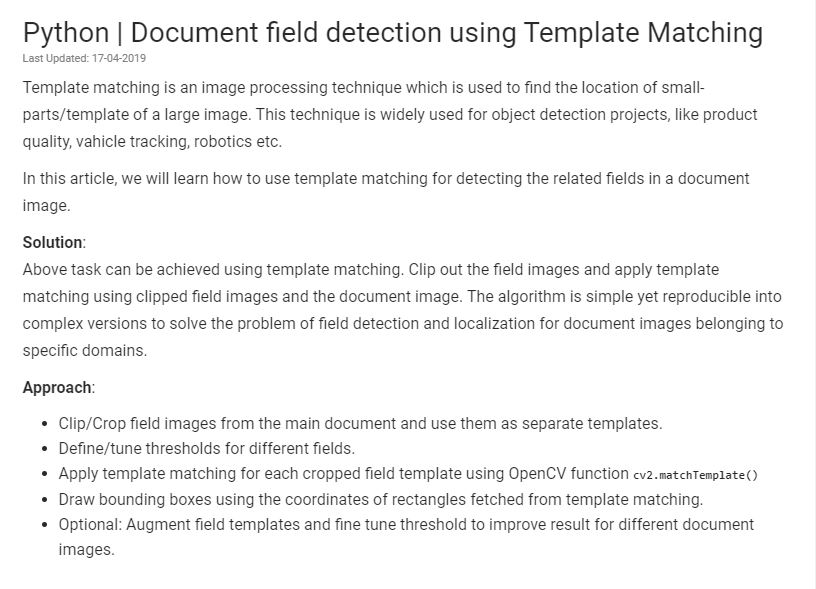 Python | Document field detection using Template Matching
Last Updated: 17-04-2019
Template matching is an image processing technique which is used to find the location of small-
parts/template of a large image. This technique is widely used for object detection projects, like product
quality, vahicle tracking, robotics etc.
In this article, we will learn how to use template matching for detecting the related fields in a document
image.
Solution:
Above task can be achieved using template matching. Clip out the field images and apply template
matching using clipped field images and the document image. The algorithm is simple yet reproducible into
complex versions to solve the problem of field detection and localization for document images belonging to
specific domains.
Approach:
• Clip/Crop field images from the main document and use them as separate templates.
• Define/tune thresholds for different fields.
• Apply template matching for each cropped field template using OpenCV function cv2.matchTemplate()
• Draw bounding boxes using the coordinates of rectangles fetched from template matching.
• Optional: Augment field templates and fine tune threshold to improve result for different document
images.